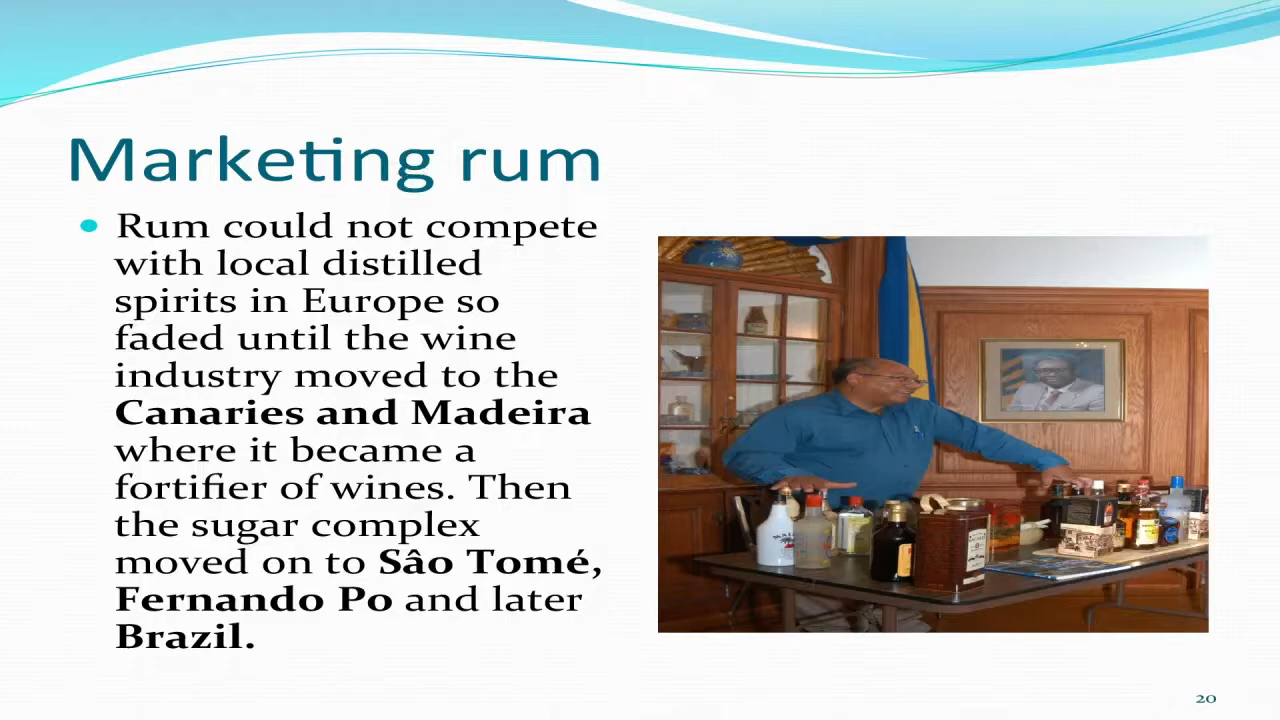 Marketing rum
• Rum could not compete
with local distilled
spirits in Europe so
faded until the wine
industry moved to the
Canaries and Madeira
where it became a
fortifier of wines. Then
the sugar complex
moved on to Sâo Tomé,
Fernando Po and later
Brazil.
20